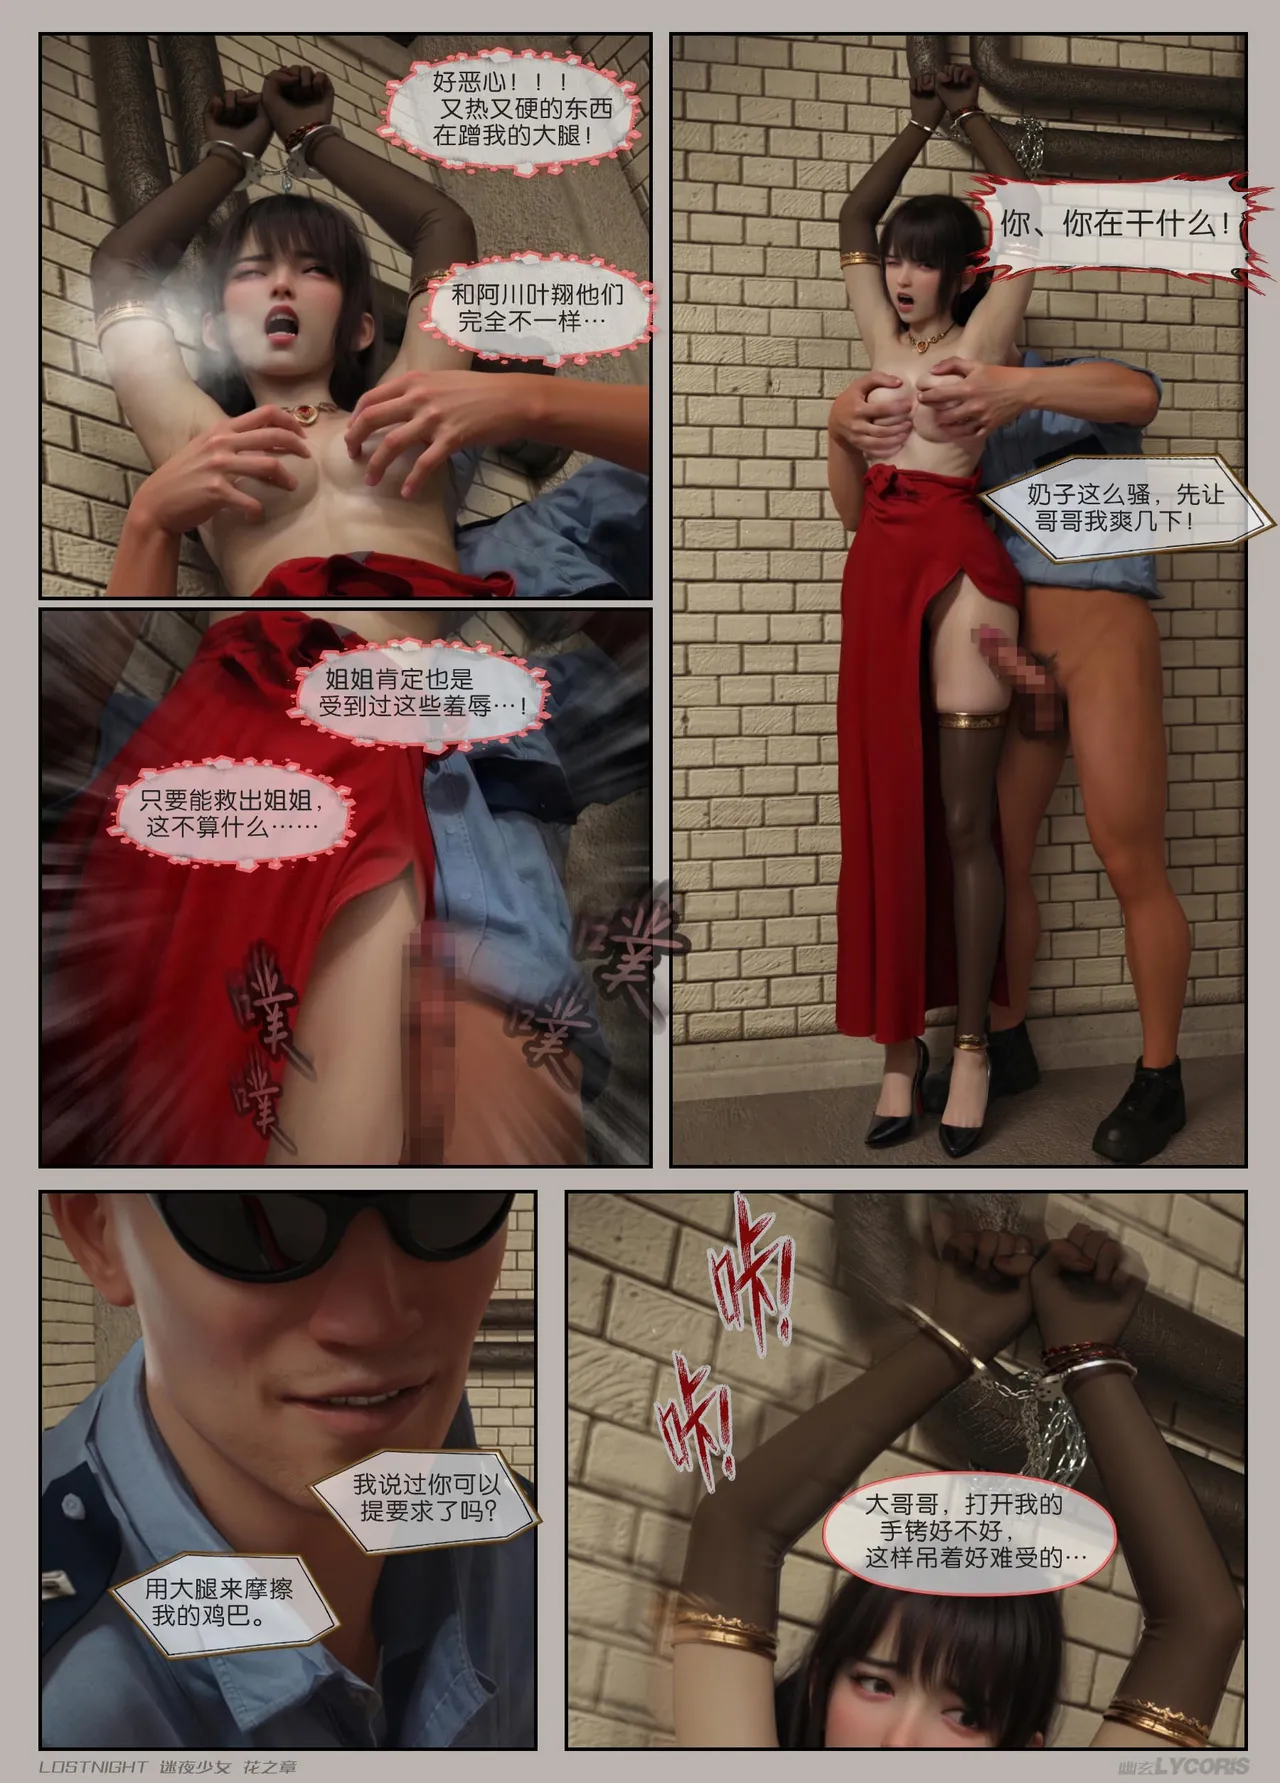 好恶心！！！
又热又硬的东西
在蹭我的大腿！
和阿川叶翔他们
完全不一样…
你、你在干什么！
奶子这么骚，先让
哥哥我爽几下！
姐姐肯定也是
受到过这些羞辱…！
只要能救出姐姐，
这不算什么……
噗
噗
噗
噗
我说过你可以
提要求了吗？
用大腿来摩擦
我的鸡巴。
咔！
咔！
大哥哥，打开我的
手铐好不好，
这样吊着好难受的…
LOSTNIGHT 迷夜少女 花之章
幽玄LYCORIS